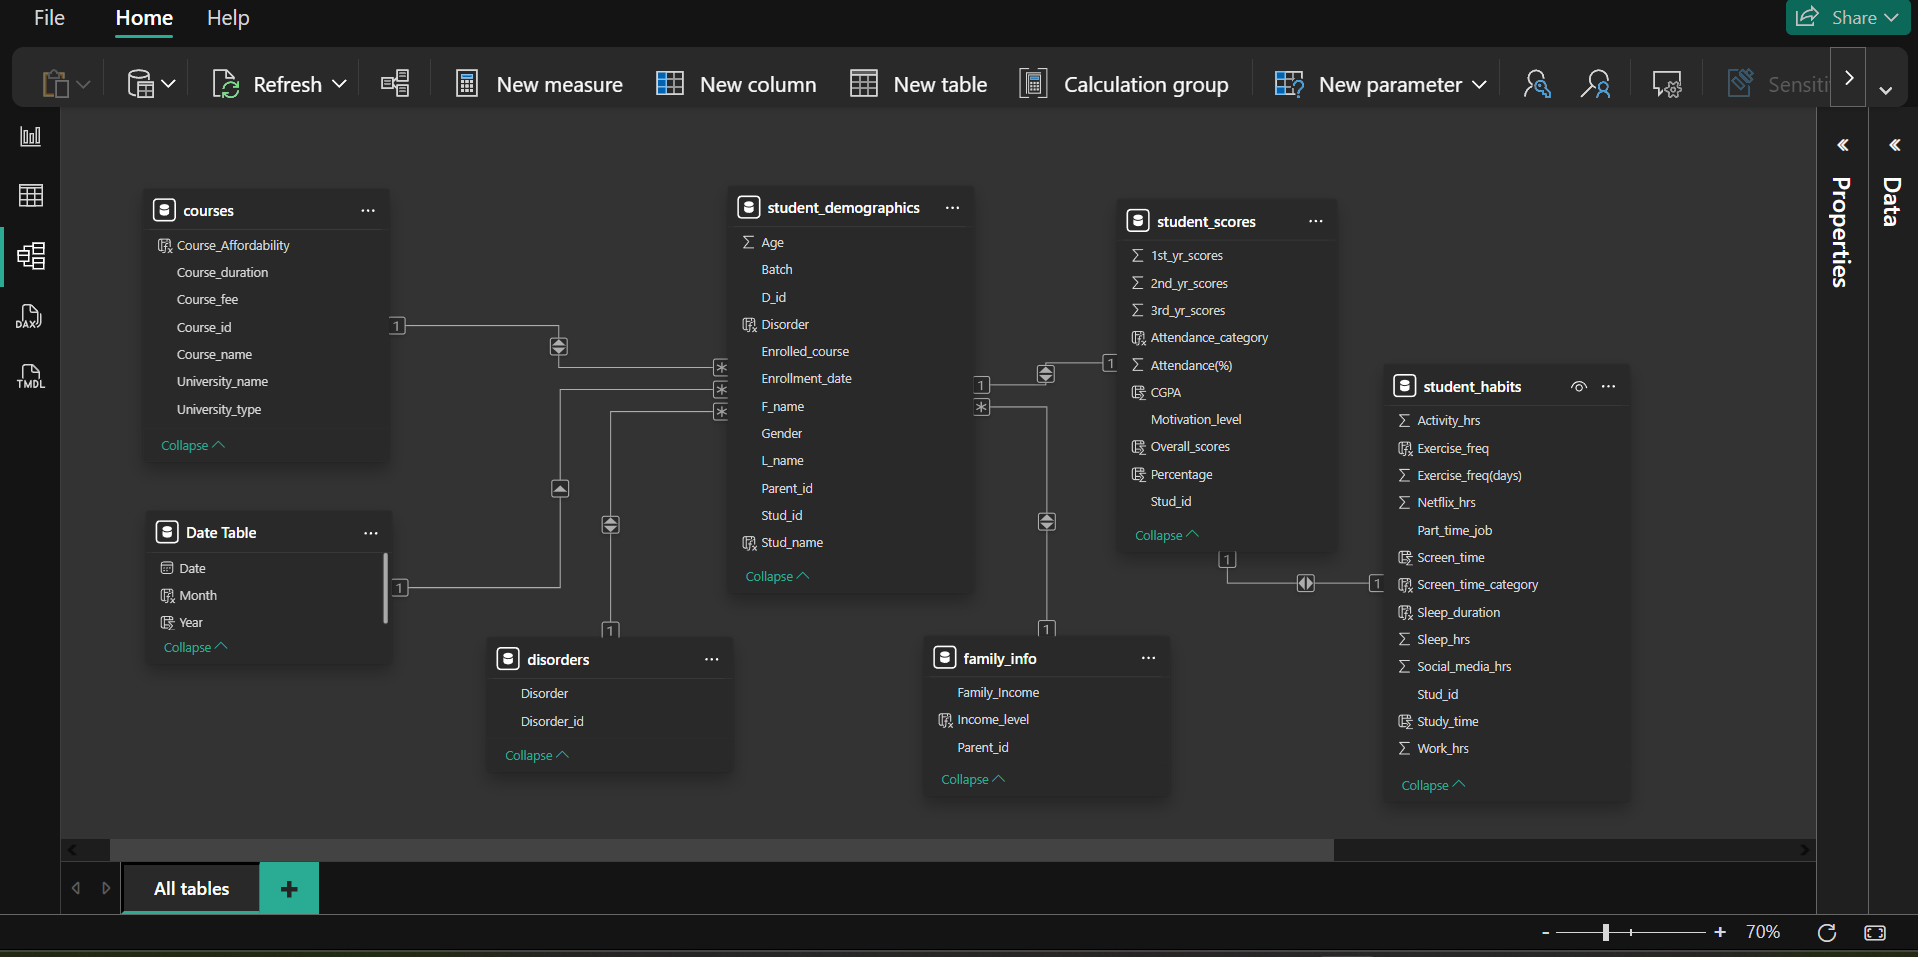 File
Home
Help
Share
Refresh
New measure
New column
New table
Calculation group
New parameter
Sensiti
DAX
TMDL
courses
Course_Affordability
Course_duration
Course_fee
Course_id
Course_name
University_name
University_type
Collapse
1
*
Date Table
Date
Month
Year
Collapse
1
*
disorders
Disorder
Disorder_id
Collapse
1
*
student_demographics
Age
Batch
D_id
Disorder
Enrolled_course
Enrollment_date
F_name
Gender
L_name
Parent_id
Stud_id
Stud_name
Collapse
1
*
family_info
Family_Income
Income_level
Parent_id
Collapse
1
student_scores
1st_yr_scores
2nd_yr_scores
3rd_yr_scores
Attendance_category
Attendance(%)
CGPA
Motivation_level
Overall_scores
Percentage
Stud_id
Collapse
1
1
student_habits
Activity_hrs
Exercise_freq
Exercise_freq(days)
Netflix_hrs
Part_time_job
Screen_time
Screen_time_category
Sleep_duration
Sleep_hrs
Social_media_hrs
Stud_id
Study_time
Work_hrs
Collapse
1
Properties
Data
All tables
+
- + 70%